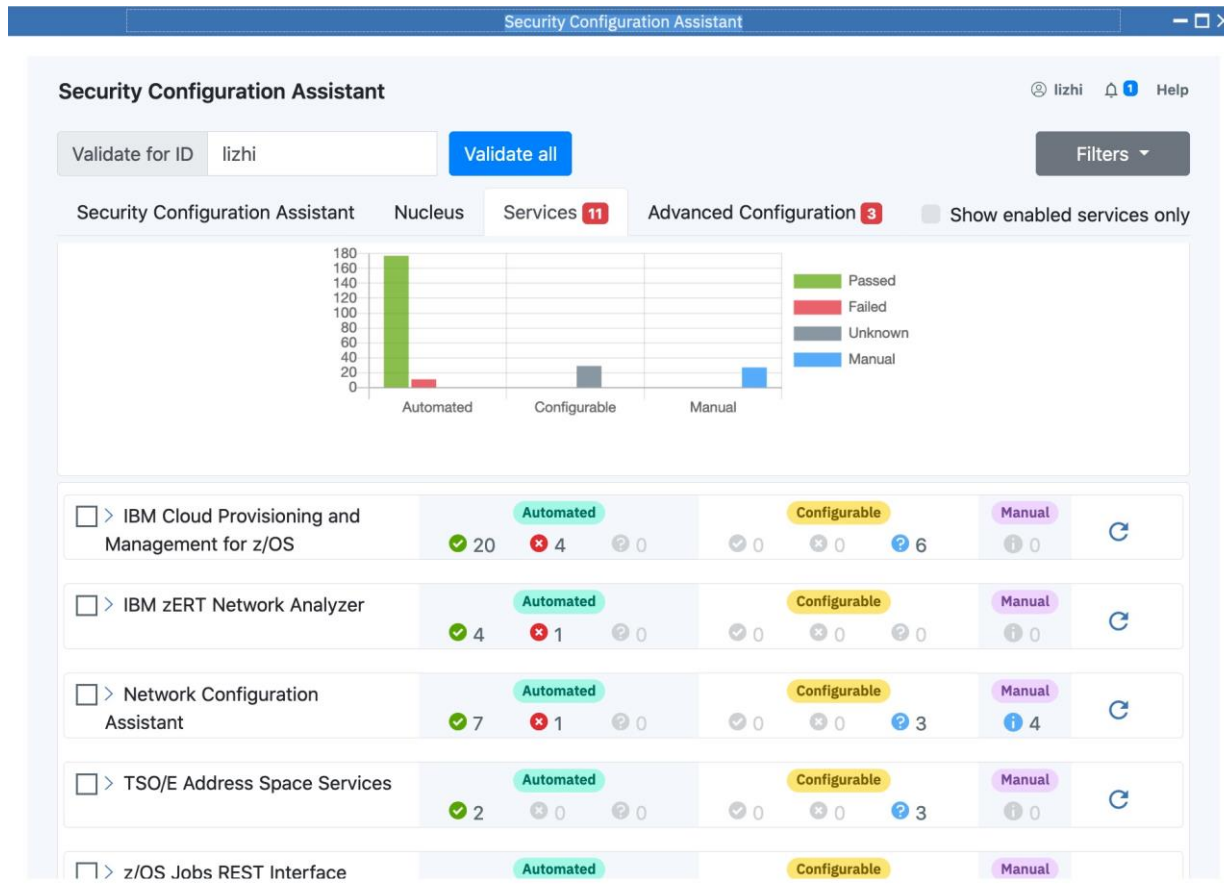 Security Configuration Assistant
Security Configuration Assistant
lizhi 1 Help
Validate for ID lizhi Validate all Filters
Security Configuration Assistant Nucleus Services 11 Advanced Configuration 3 Show enabled services only
180
160
140
120
100
80
60
40
20
0
Automated Configurable Manual
Passed
Failed
Unknown
Manual
IBM Cloud Provisioning and
Management for z/OS
Automated Configurable Manual
20 4 0 0 0 6 0
IBM zERT Network Analyzer
Automated Configurable Manual
4 1 0 0 0 0 0
Network Configuration
Assistant
Automated Configurable Manual
7 1 0 0 0 3 4
TSO/E Address Space Services
Automated Configurable Manual
2 0 0 0 0 3 0
z/OS Jobs REST Interface
Automated Configurable Manual